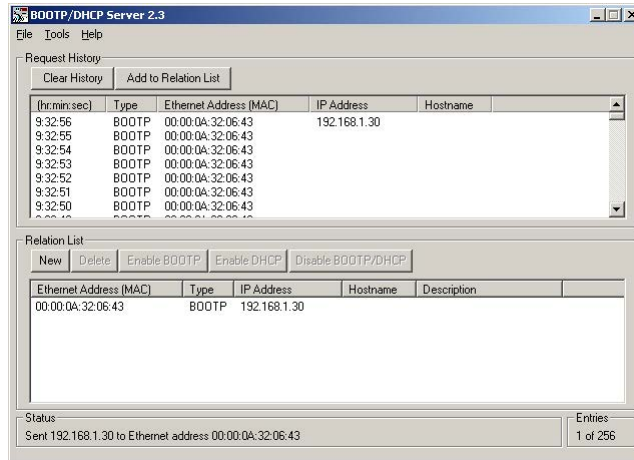 BOOTP/DHCP Server 2.3
File Tools Help
Request History
Clear History Add to Relation List
(hr:min:sec) Type Ethernet Address (MAC) IP Address Hostname
9:32:56 BOOTP 00:00:0A:32:06:43 192.168.1.30
9:32:55 BOOTP 00:00:0A:32:06:43
9:32:54 BOOTP 00:00:0A:32:06:43
9:32:53 BOOTP 00:00:0A:32:06:43
9:32:52 BOOTP 00:00:0A:32:06:43
9:32:51 BOOTP 00:00:0A:32:06:43
9:32:50 BOOTP 00:00:0A:32:06:43
Relation List
New Delete Enable BOOTP Enable DHCP Disable BOOTP/DHCP
Ethernet Address (MAC) Type IP Address Hostname Description
00:00:0A:32:06:43 BOOTP 192.168.1.30
Status Entries
Sent 192.168.1.30 to Ethernet address 00:00:0A:32:06:43 1 of 256